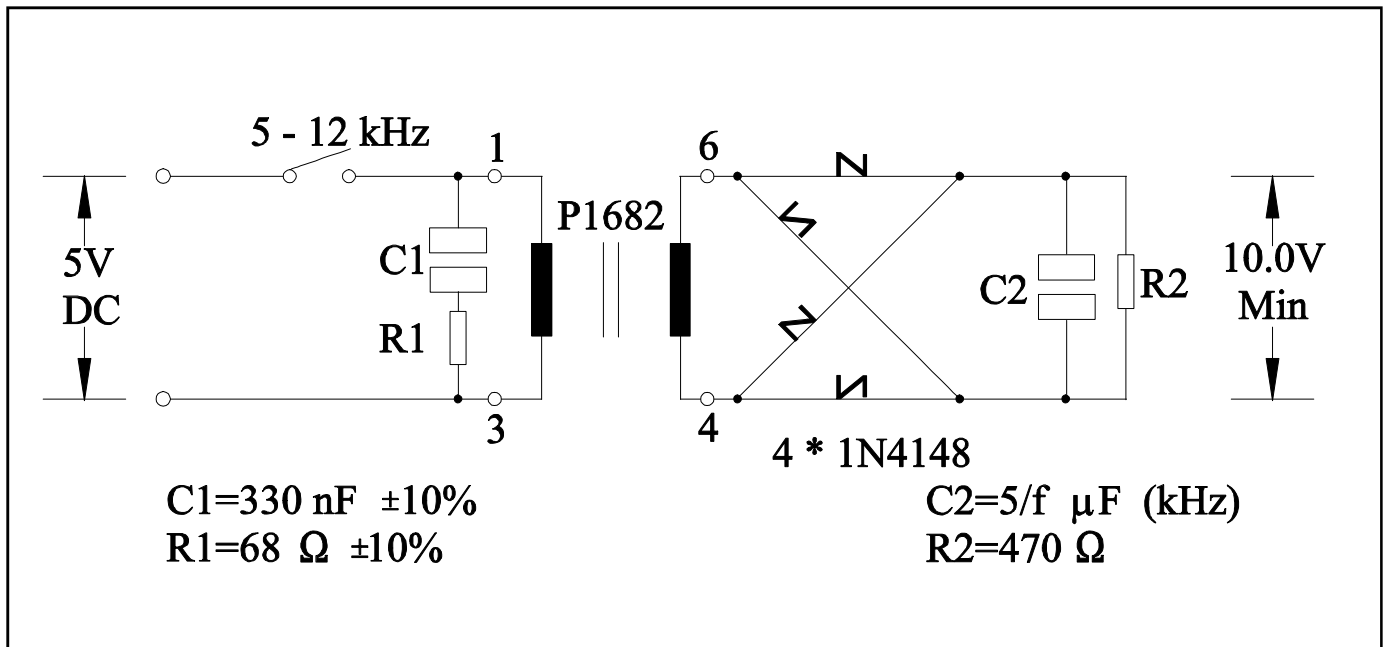 5 - 12 kHz
1
6
P1682
5V
DC
C1
R1
C2
R2
10.0V
Min
3
4
4 * 1N4148
C1=330 nF ±10%
R1=68 Ω ±10%
C2=5/f μF (kHz)
R2=470 Ω